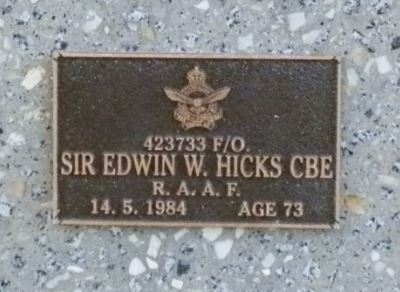 423733 F/O.
SIR EDWIN W. HICKS CBE
R. A. A. F.
14. 5. 1984 AGE 73